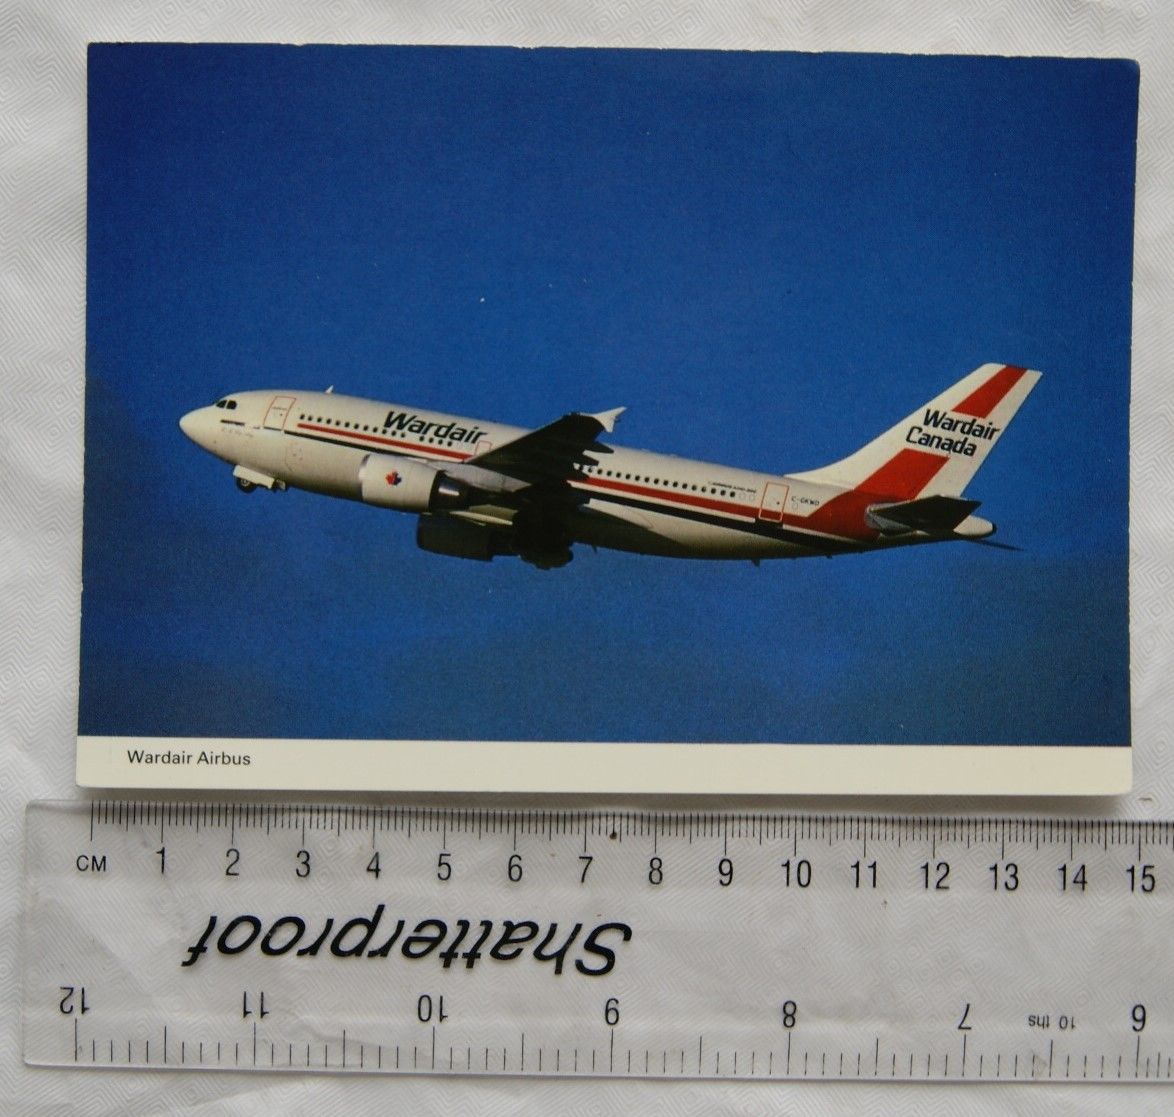 Wardair
Wardair
Canada
C-GKWD
Wardair Airbus
CM 1 2 3 4 5 6 7 8 9 10 11 12 13 14 15
Shatterproof
12 11 10 9 8 7 10 ths 6